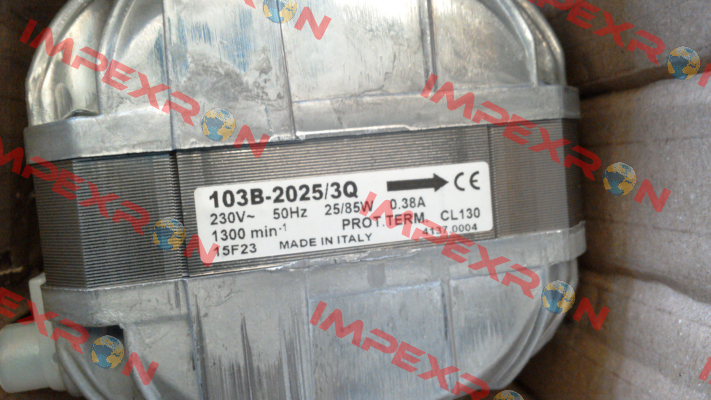 103B-2025/3Q CE
230V~ 50Hz 25/85W 0.38A
1300 min-1 PROT.TERM. CL130
15F23 MADE IN ITALY 4137.0004
IMPEXRON
IMPEXRON
IMPEXRON
IMPEXRON
IMPEXRON
IMPEXRON